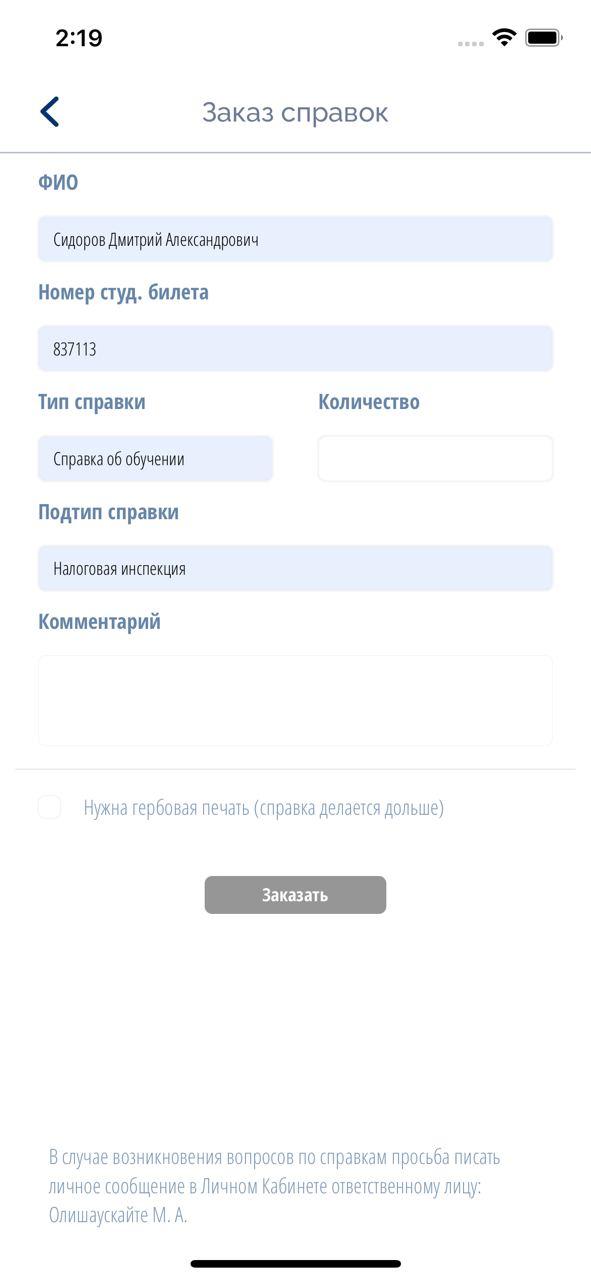 2:19
Заказ справок
ФИО
Сидоров Дмитрий Александрович
Номер студ. билета
837113
Тип справки
Количество
Справка об обучении
Подтип справки
Налоговая инспекция
Комментарий
Нужна гербовая печать (справка делается дольше)
Заказать
В случае возникновения вопросов по справкам просьба писать
личное сообщение в Личном Кабинете ответственному лицу:
Олишаускайте М. А.